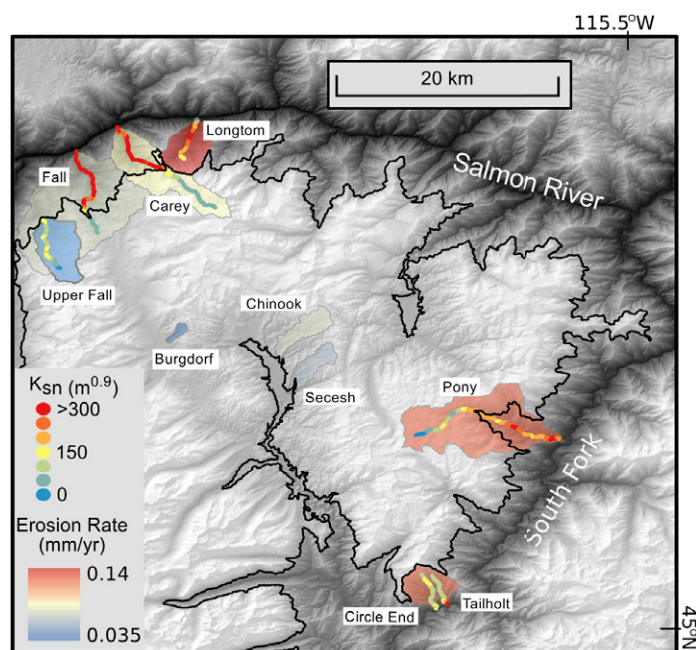 115.5°W
20 km
Longtom
Salmon River
Fall
Carey
Upper Fall
Chinook
Burgdorf
Secesh
Pony
South Fork
Ksn (m^0.9)
>300
150
0
Erosion Rate
(mm/yr)
0.14
0.035
Circle End
Tailholt
45°N